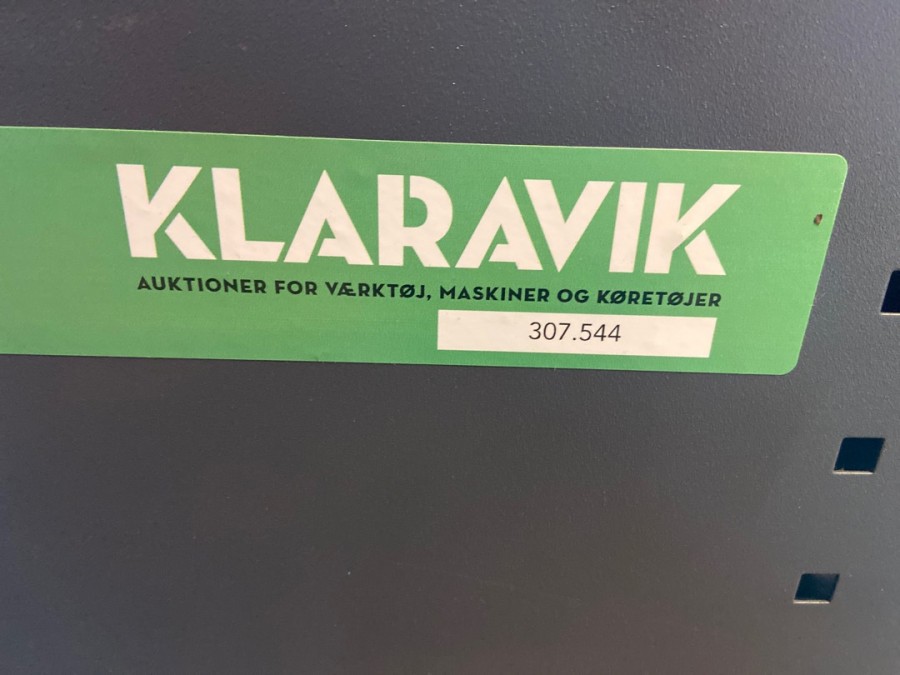 KLARAVIK
AUKTIONER FOR VÆRKTØJ, MASKINER OG KØRETØJER
307.544